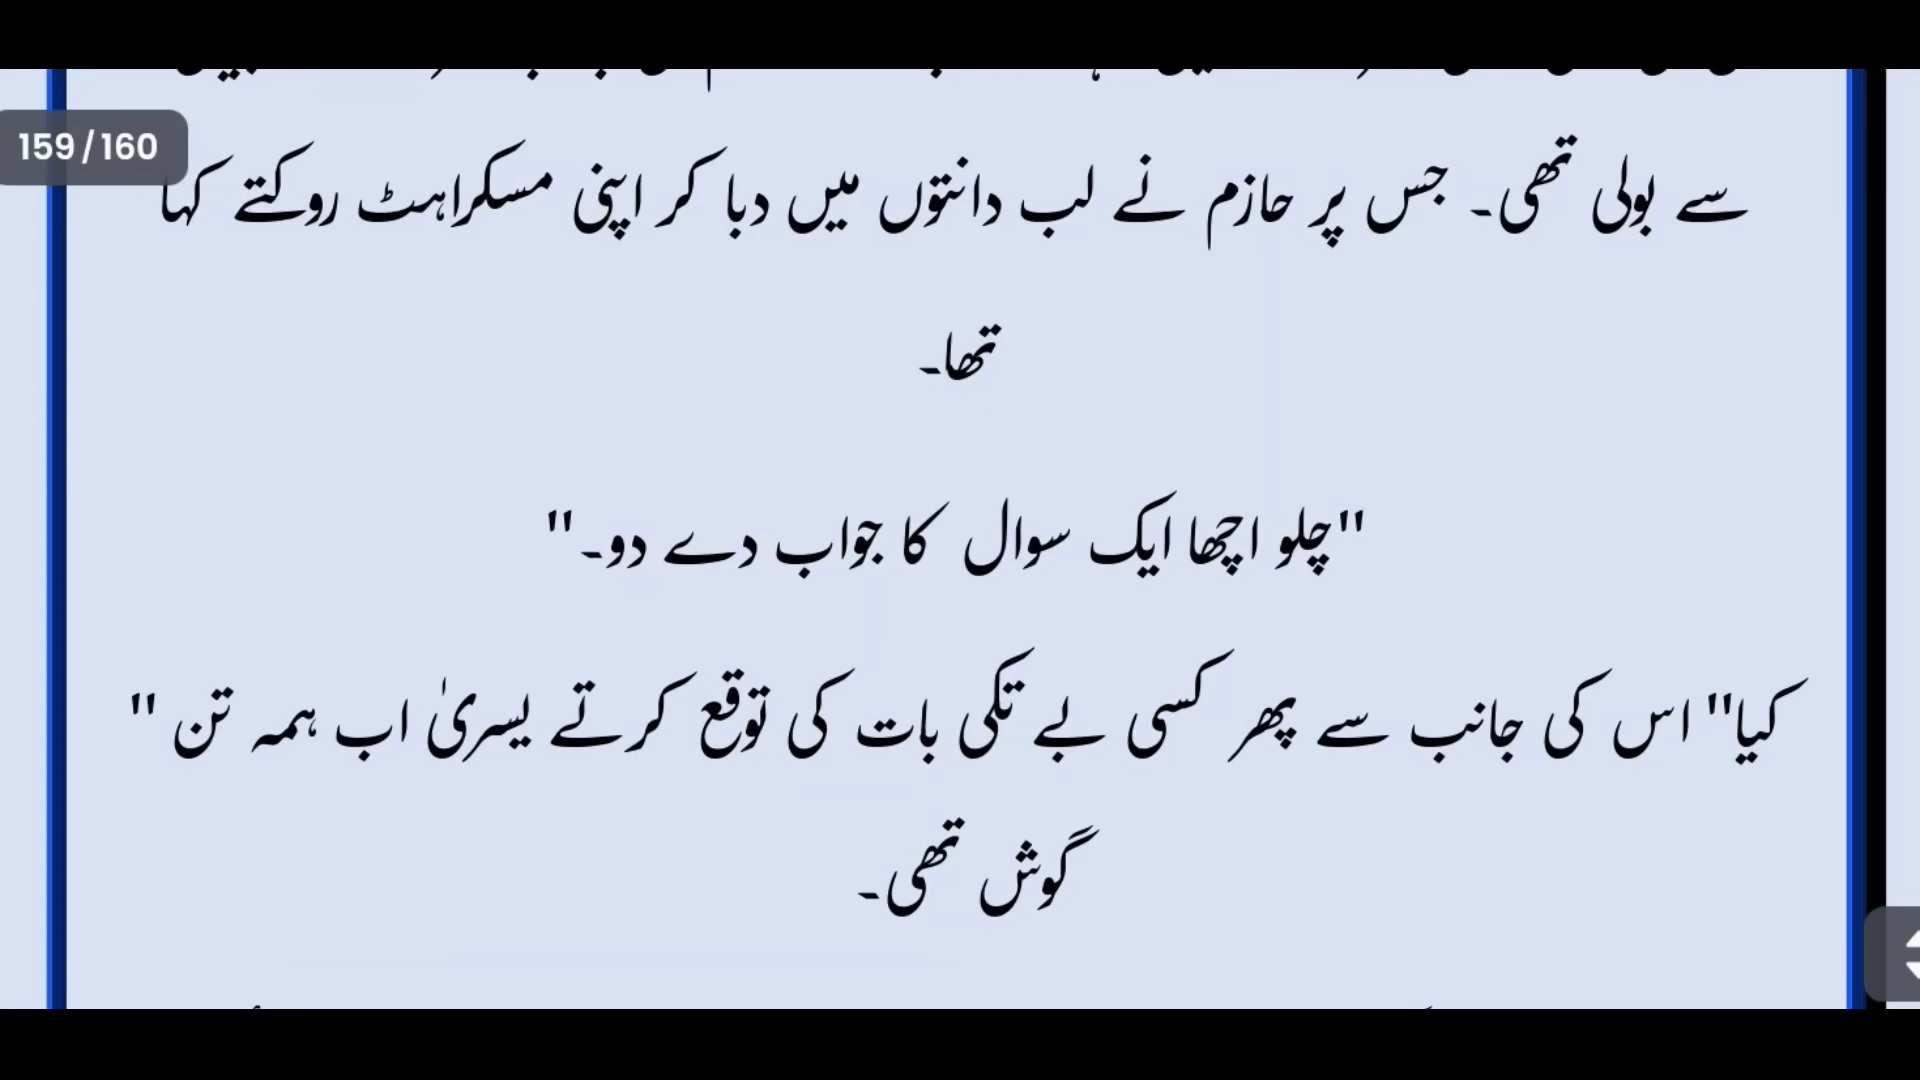 159/160
سے بولی تھی۔ جس پر حازم نے لب دانتوں میں دبا کر اپنی مسکراہٹ روکتے کہا
تھا۔
"چلو اچھا ایک سوال کا جواب دے دو۔"
کیا" اس کی جانب سے پھر کسی بے تکی بات کی توقع کرتے یسریٰ اب ہمہ تن "
گوش تھی۔